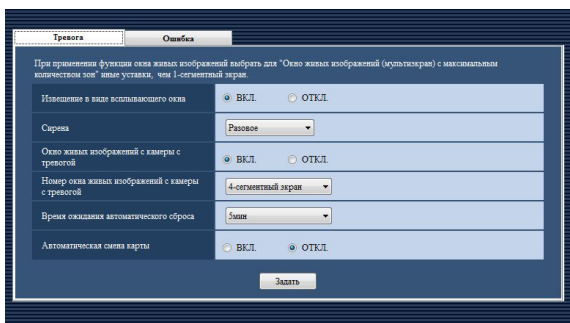 Тревога Ошибка
При применении функции окна живых изображений выбрать для "Окно живых изображений (мультиэкран) с максимальным
количеством зон" иные уставки, чем 1-сегментный экран.
Извещение в виде всплывающего окна ВКЛ. ОТКЛ.
Сирена Разовое
Окно живых изображений с камеры с
тревогой ВКЛ. ОТКЛ.
Номер окна живых изображений с камеры
с тревогой 4-сегментный экран
Время ожидания автоматического сброса 5мин
Автоматическая смена карты ВКЛ. ОТКЛ.
Задать